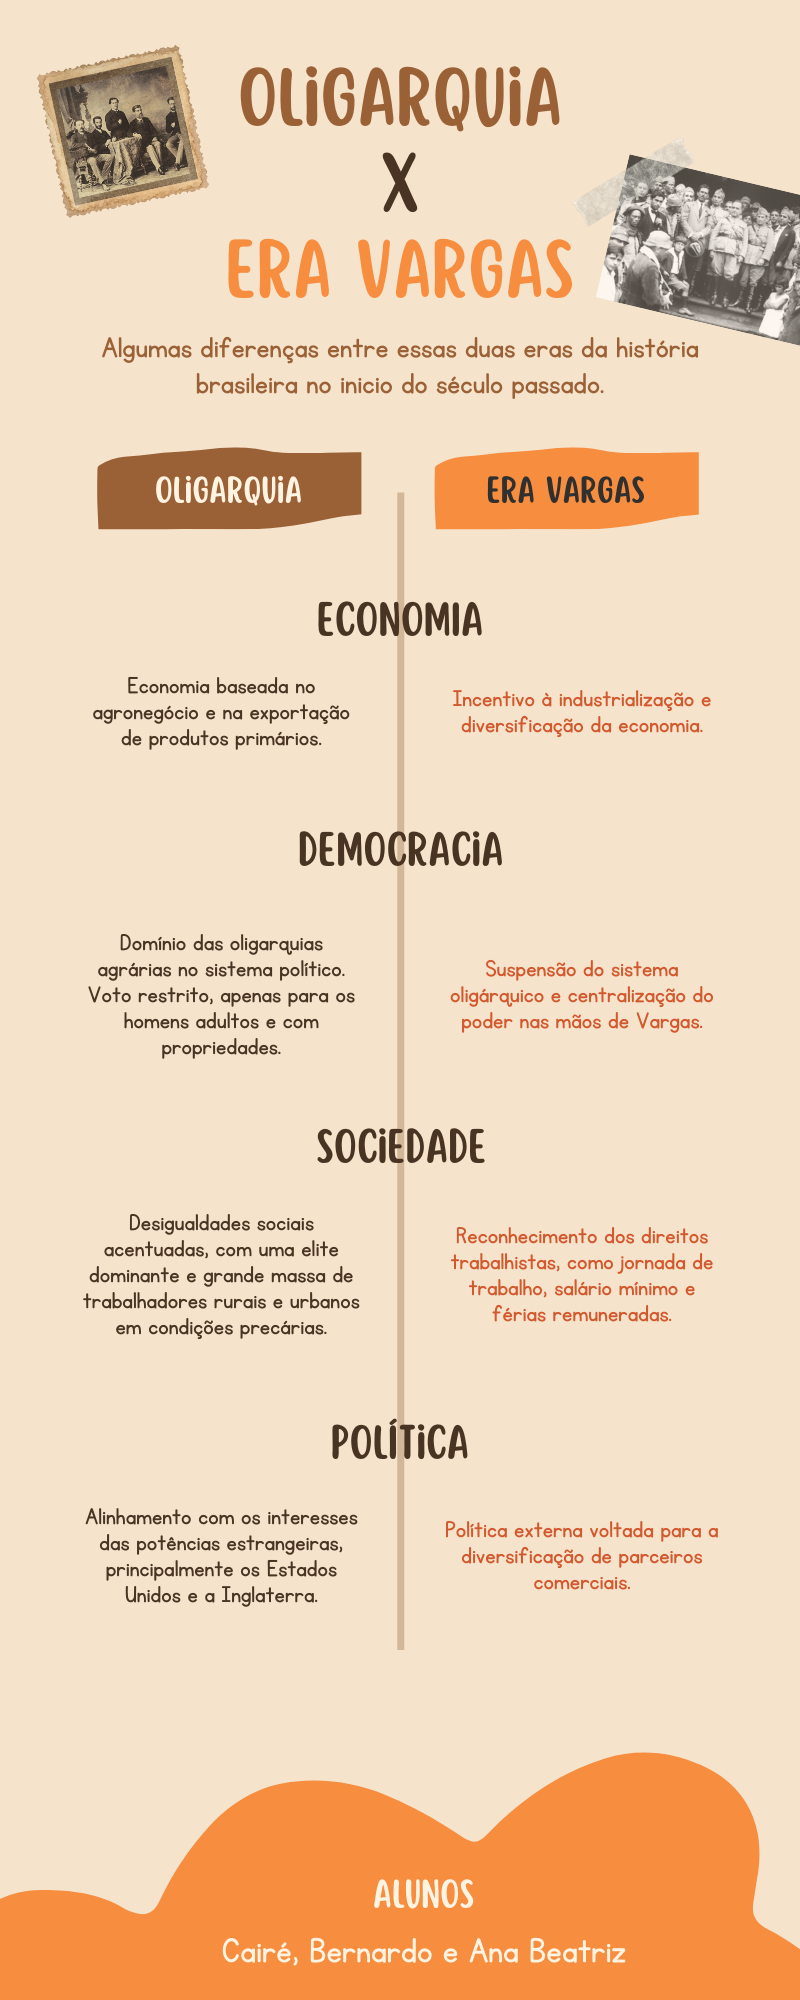 OLIGARQUIA
X
ERA VARGAS
Algumas diferenças entre essas duas eras da história
brasileira no inicio do século passado.
OLIGARQUIA
ERA VARGAS
ECONOMIA
Economia baseada no
agronegócio e na exportação
de produtos primários.
Incentivo à industrialização e
diversificação da economia.
DEMOCRACIA
Domínio das oligarquias
agrárias no sistema político.
Voto restrito, apenas para os
homens adultos e com
propriedades.
Suspensão do sistema
oligárquico e centralização do
poder nas mãos de Vargas.
SOCIEDADE
Desigualdades sociais
acentuadas, com uma elite
dominante e grande massa de
trabalhadores rurais e urbanos
em condições precárias.
Reconhecimento dos direitos
trabalhistas, como jornada de
trabalho, salário mínimo e
férias remuneradas.
POLÍTICA
Alinhamento com os interesses
das potências estrangeiras,
principalmente os Estados
Unidos e a Inglaterra.
Política externa voltada para a
diversificação de parceiros
comerciais.
ALUNOS
Cairé, Bernardo e Ana Beatriz